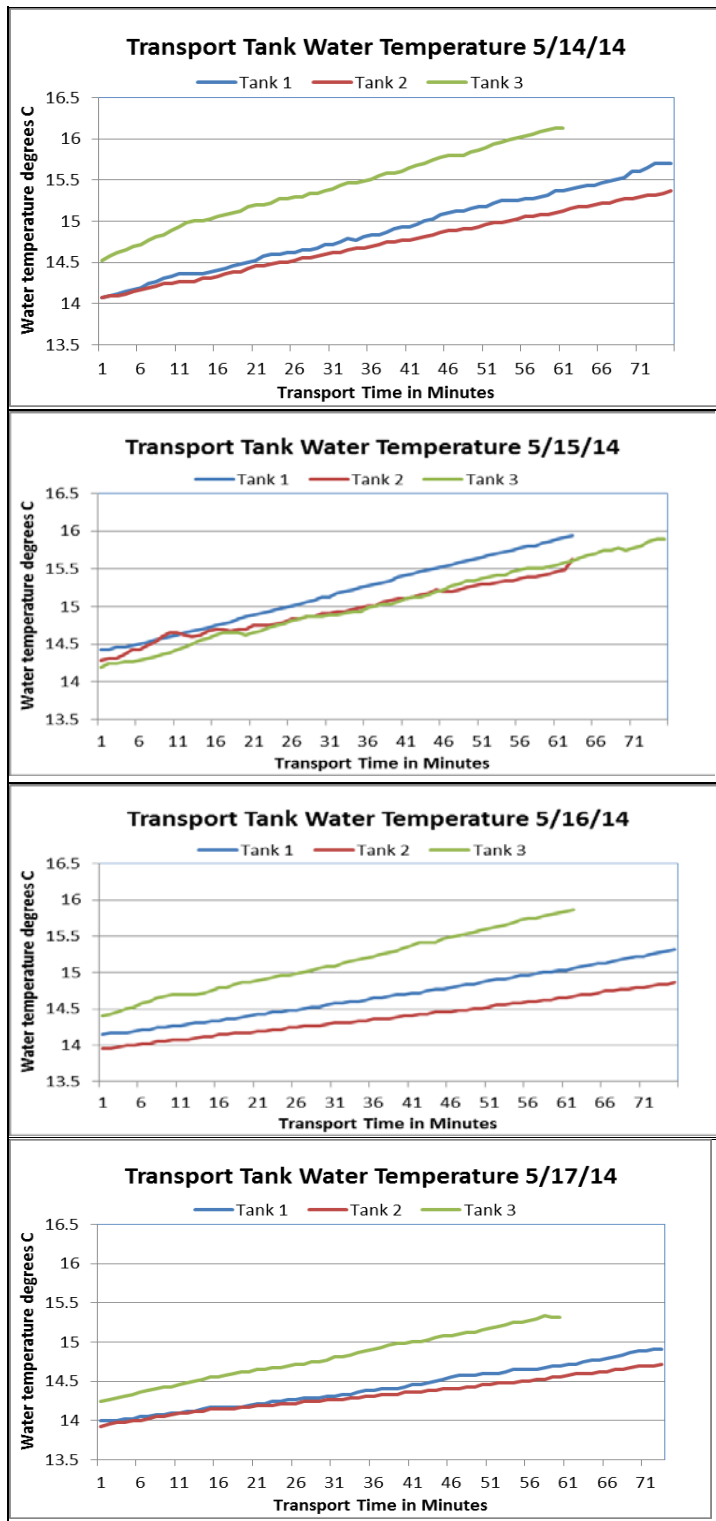 Transport Tank Water Temperature 5/14/14
Tank 1 Tank 2 Tank 3
Water temperature degrees C
16.5
16
15.5
15
14.5
14
13.5
1 6 11 16 21 26 31 36 41 46 51 56 61 66 71
Transport Time in Minutes
Transport Tank Water Temperature 5/15/14
Tank 1 Tank 2 Tank 3
Water temperature degrees C
16.5
16
15.5
15
14.5
14
13.5
1 6 11 16 21 26 31 36 41 46 51 56 61 66 71
Transport Time in Minutes
Transport Tank Water Temperature 5/16/14
Tank 1 Tank 2 Tank 3
Water temperature degrees C
16.5
16
15.5
15
14.5
14
13.5
1 6 11 16 21 26 31 36 41 46 51 56 61 66 71
Transport Time in Minutes
Transport Tank Water Temperature 5/17/14
Tank 1 Tank 2 Tank 3
Water temperature degrees C
16.5
16
15.5
15
14.5
14
13.5
1 6 11 16 21 26 31 36 41 46 51 56 61 66 71
Transport Time in Minutes